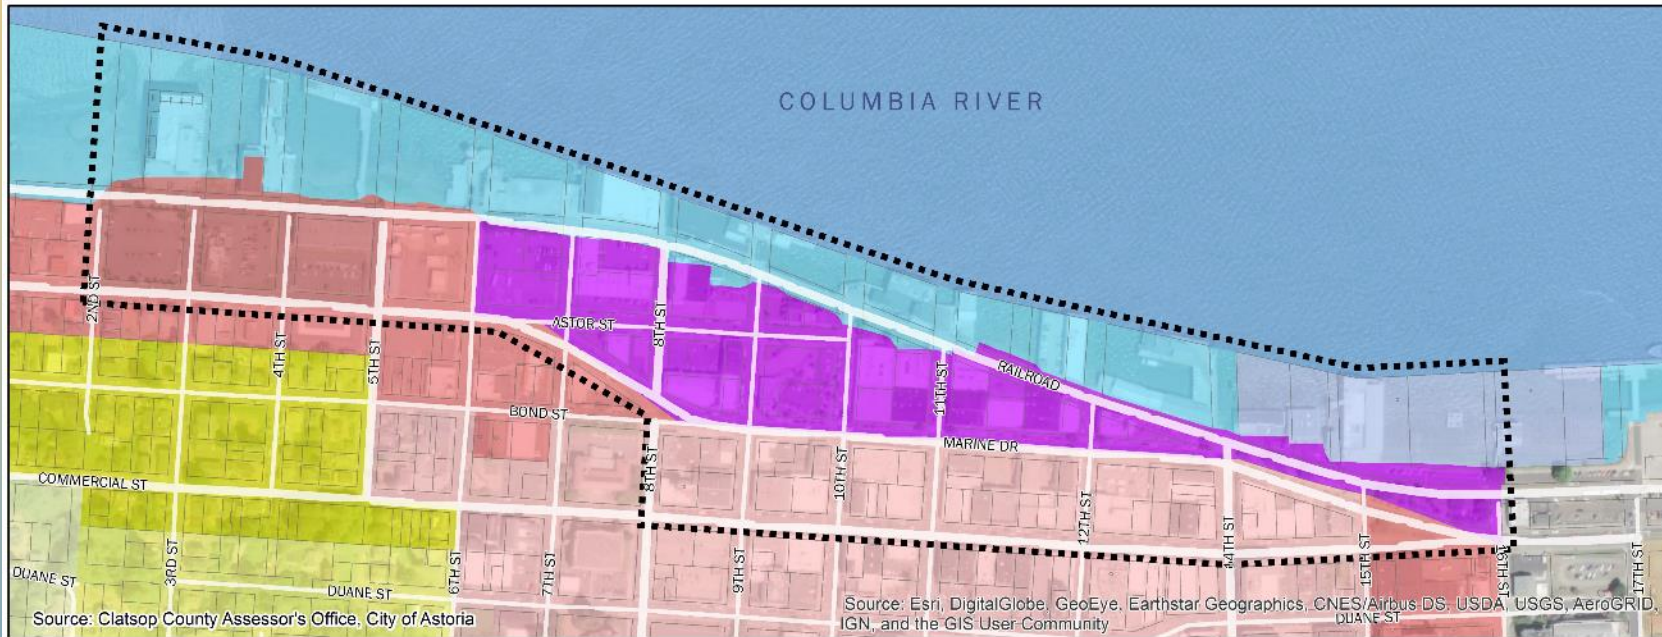 COLUMBIA RIVER
2ND ST
4TH ST
5TH ST
ASTOR ST
8TH ST
11TH ST
RAILROAD
BOND ST
MARINE DR
8TH ST
10TH ST
12TH ST
14TH ST
COMMERCIAL ST
3RD ST
6TH ST
7TH ST
9TH ST
15TH ST
16TH ST
17TH ST
DUANE ST
DUANE ST
DUANE ST
Source: Clatsop County Assessor's Office, City of Astoria
Source: Esri, DigitalGlobe, GeoEye, Earthstar Geographics, CNES/Airbus DS, USDA, USGS, AeroGRID,
IGN, and the GIS User Community